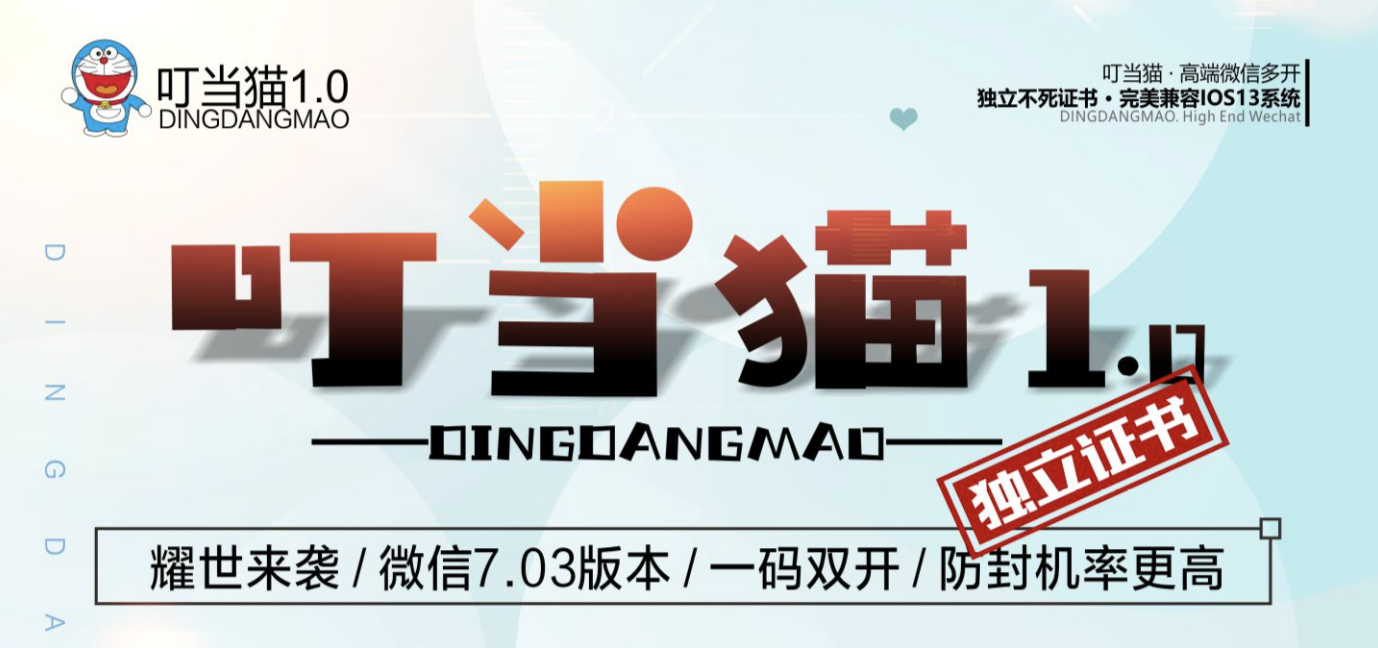 叮当猫1.0
DINGDANGMAO
叮当猫·高端微信多开
独立不死证书·完美兼容IOS13系统
DINGDANGMAO. High End Wechat
叮当猫1.0
DINGDANGMAO
独立证书
耀世来袭/微信7.03版本/一码双开/防封机率更高
DINGDA